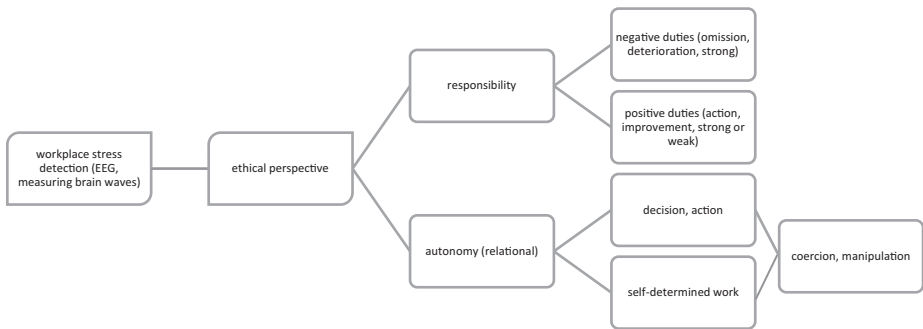 workplace stress
detection (EEG,
measuring brain waves)
ethical perspective
responsibility
negative duties (omission,
deterioration, strong)
positive duties (action,
improvement, strong or
weak)
autonomy (relational)
decision, action
self-determined work
coercion, manipulation